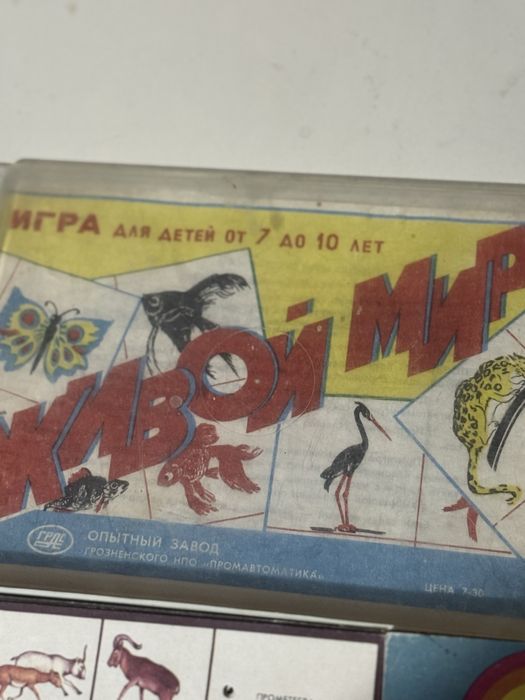 ИГРА ДЛЯ ДЕТЕЙ ОТ 7 ДО 10 ЛЕТ
ЖИВОЙ МИР
ОПЫТНЫЙ ЗАВОД
ГРОЗНЕНСКОГО НПО „ПРОМАВТОМАТИКА"
ЦЕНА 7-30